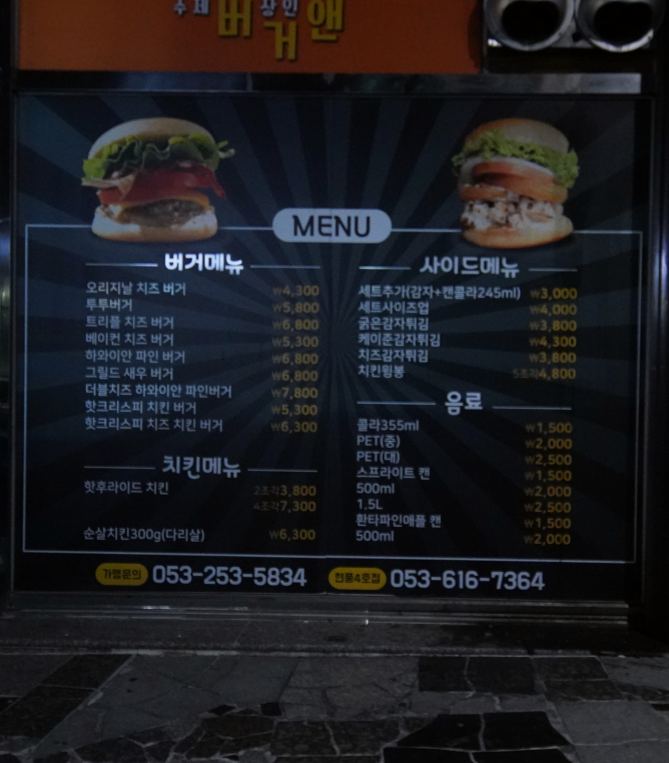 수제 버거 장인 앤
MENU
버거메뉴
오리지날 치즈 버거 ₩4,300
투투버거 ₩5,800
트리플 치즈 버거 ₩6,800
베이컨 치즈 버거 ₩5,300
하와이안 파인 버거 ₩6,800
그릴드 새우 버거 ₩6,800
더블치즈 하와이안 파인버거 ₩7,800
핫크리스피 치킨 버거 ₩5,300
핫크리스피 치즈 치킨 버거 ₩6,300
치킨메뉴
핫후라이드 치킨 2조각3,800
4조각7,300
순살치킨300g(다리살) ₩6,300
사이드메뉴
세트추가(감자+캔콜라245ml) ₩3,000
세트사이즈업 ₩4,000
굵은감자튀김 ₩3,800
케이준감자튀김 ₩4,300
치즈감자튀김 ₩3,800
치킨윙봉 5조각4,800
음료
콜라355ml ₩1,500
PET(중) ₩2,000
PET(대) ₩2,500
스프라이트 캔 ₩1,500
500ml ₩2,000
1.5L ₩2,500
환타파인애플 캔 ₩1,500
500ml ₩2,000
가맹문의 053-253-5834
053-616-7364